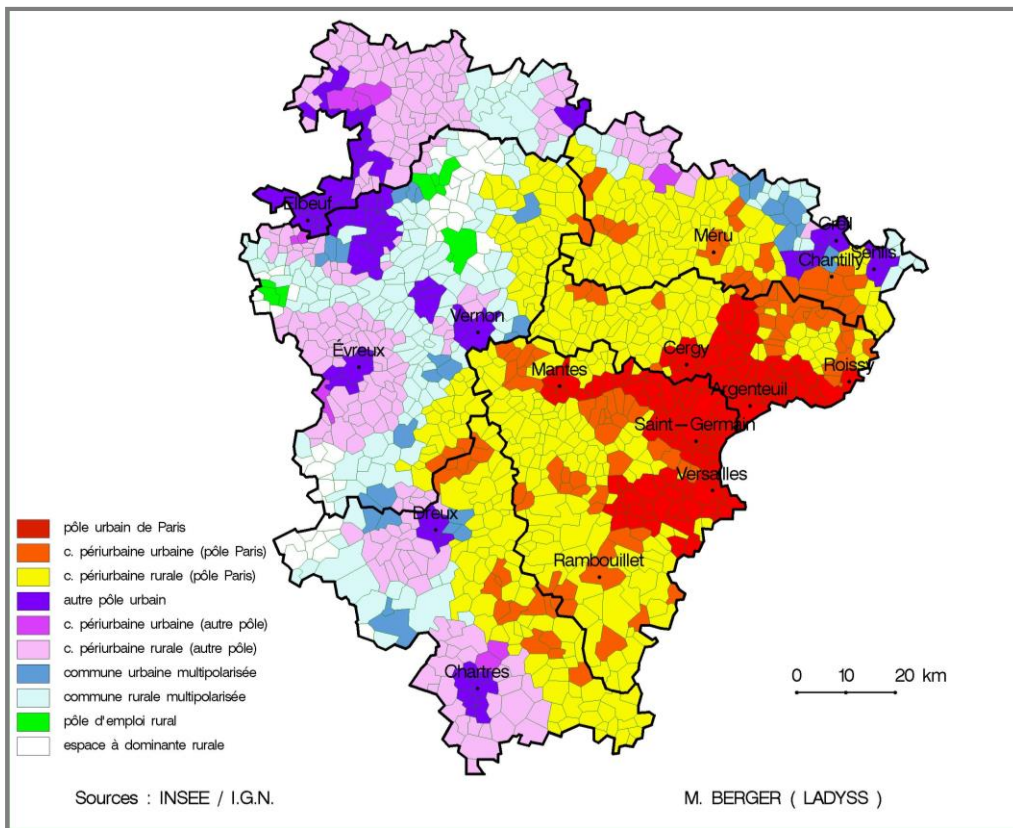 Elbeuf
Creil
Méru
Senlis
Chantilly
Vernon
Évreux
Cergy
Mantes
Roissy
Argenteuil
Saint-Germain
Versailles
Dreux
Rambouillet
Chartres
pôle urbain de Paris
c. périurbaine urbaine (pôle Paris)
c. périurbaine rurale (pôle Paris)
autre pôle urbain
c. périurbaine urbaine (autre pôle)
c. périurbaine rurale (autre pôle)
commune urbaine multipolarisée
commune rurale multipolarisée
pôle d'emploi rural
espace à dominante rurale
0 10 20 km
Sources : INSEE / I.G.N. M. BERGER ( LADYSS )